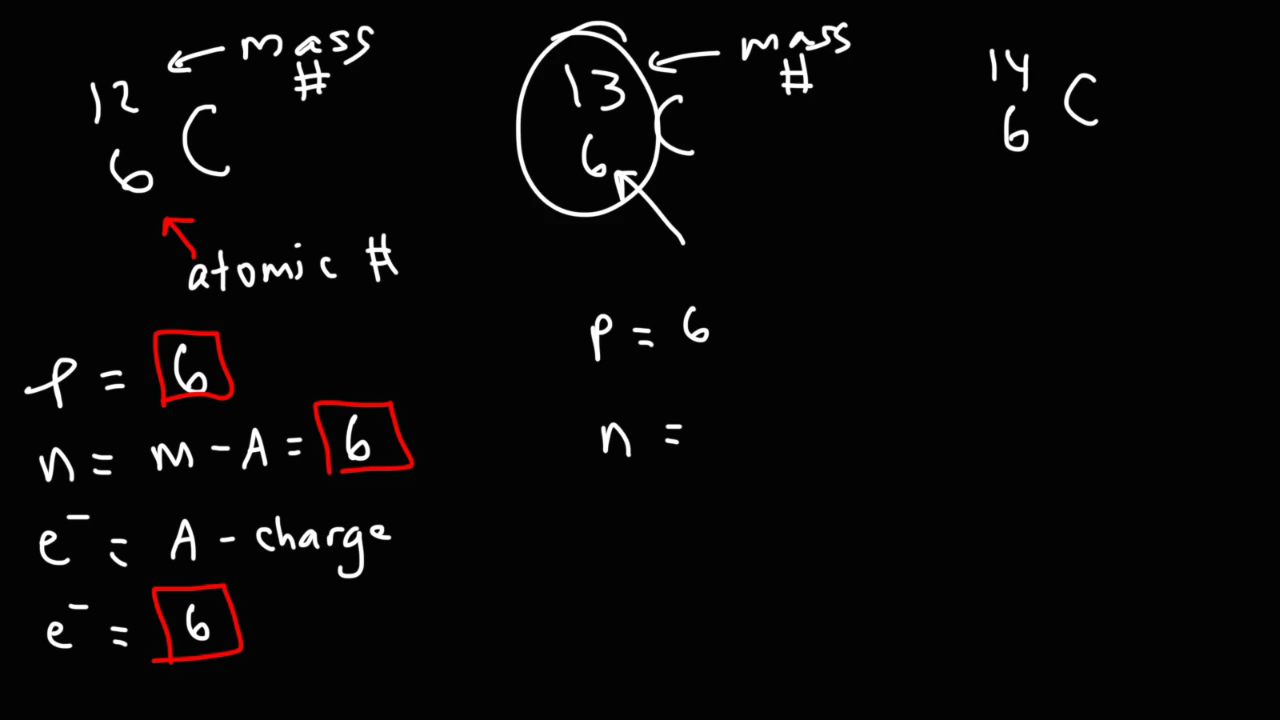 12
6 C
← mass
#
atomic #
p = 6
n = m - A = 6
e⁻ = A - charge
e⁻ = 6
13
6 C
← mass
#
p = 6
n =
14
6 C